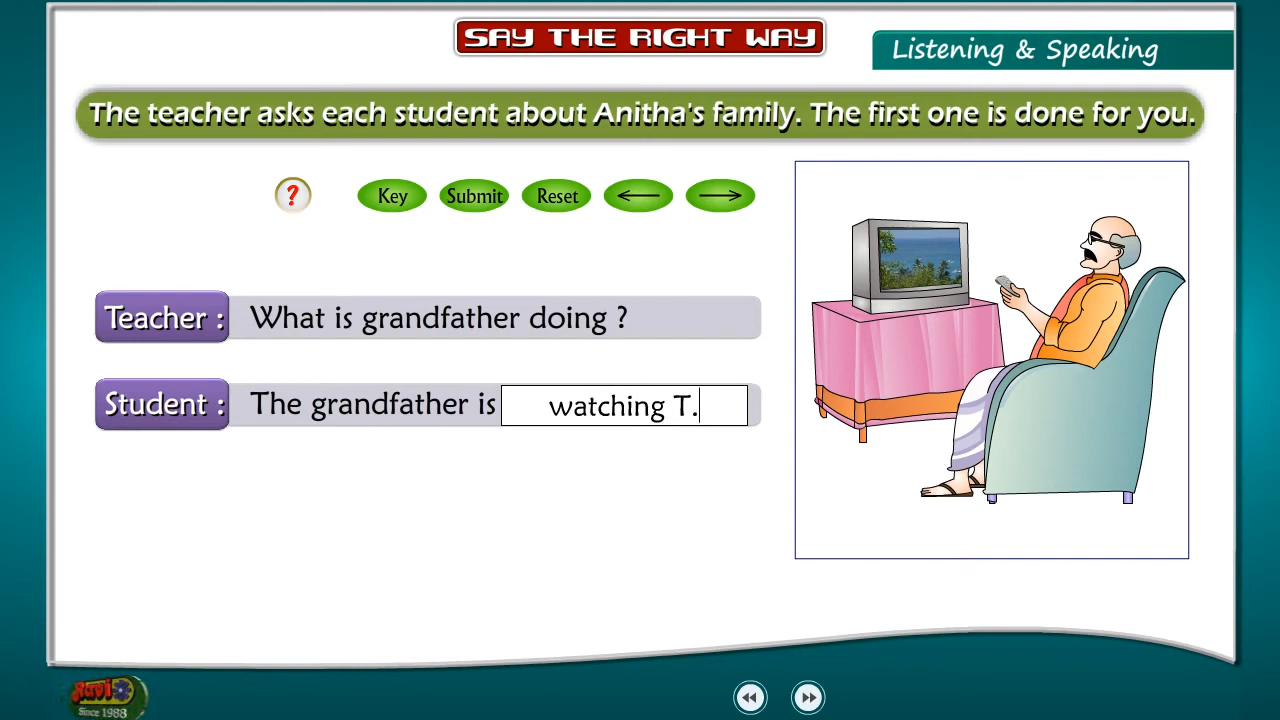 SAY THE RIGHT WAY
Listening & Speaking
The teacher asks each student about Anitha's family. The first one is done for you.
? Key Submit Reset
Teacher : What is grandfather doing ?
Student : The grandfather is watching T.
Ravi
Since 1988